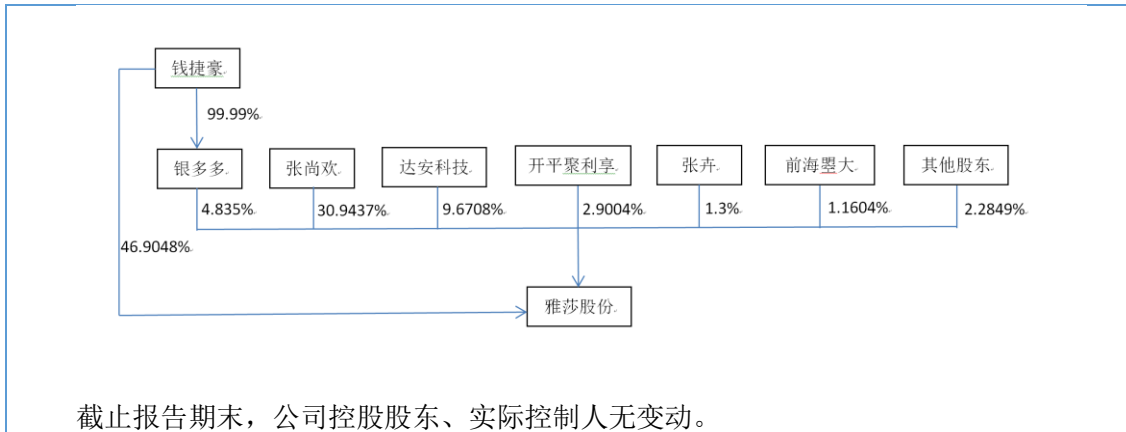 钱捷豪
99.99%
银多多
张尚欢
达安科技
开平聚利享
张卉
前海曌大
其他股东
4.835%
30.9437%
9.6708%
2.9004%
1.3%
1.1604%
2.2849%
46.9048%
雅莎股份
截止报告期末，公司控股股东、实际控制人无变动。